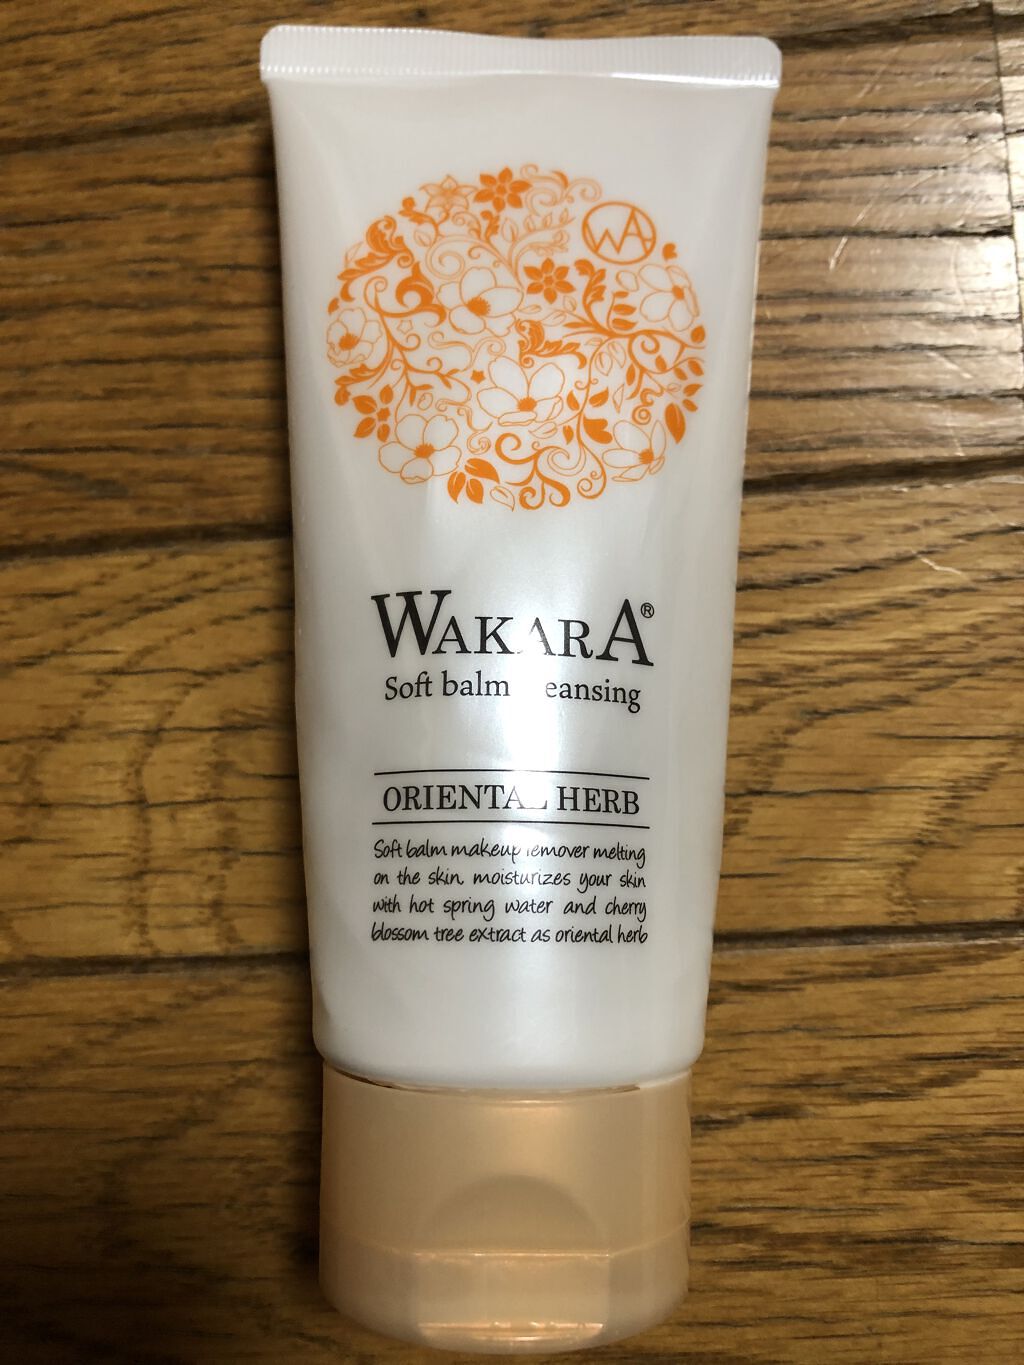 WA
WAKARA®
Soft balm cleansing
ORIENTAL HERB
Soft balm makeup remover melting
on the skin, moisturizes your skin
with hot spring water and cherry
blossom tree extract as oriental herb